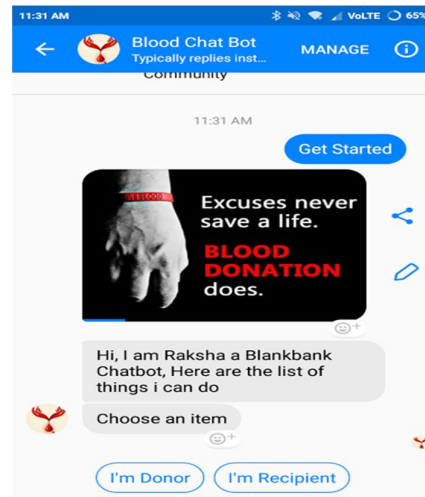 11:31 AM VoLTE 65%
Blood Chat Bot
Typically replies inst...
MANAGE
Community
11:31 AM
Get Started
Excuses never
save a life.
BLOOD
DONATION
does.
Hi, I am Raksha a Blankbank
Chatbot, Here are the list of
things i can do
Choose an item
I'm Donor I'm Recipient